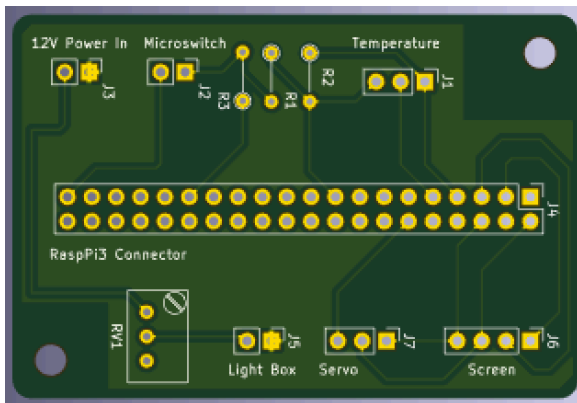 12V Power In
Microswitch
Temperature
J3
J2
R3
R1
R2
J1
J4
RaspPi3 Connector
RV1
J5
J7
J6
Light Box
Servo
Screen